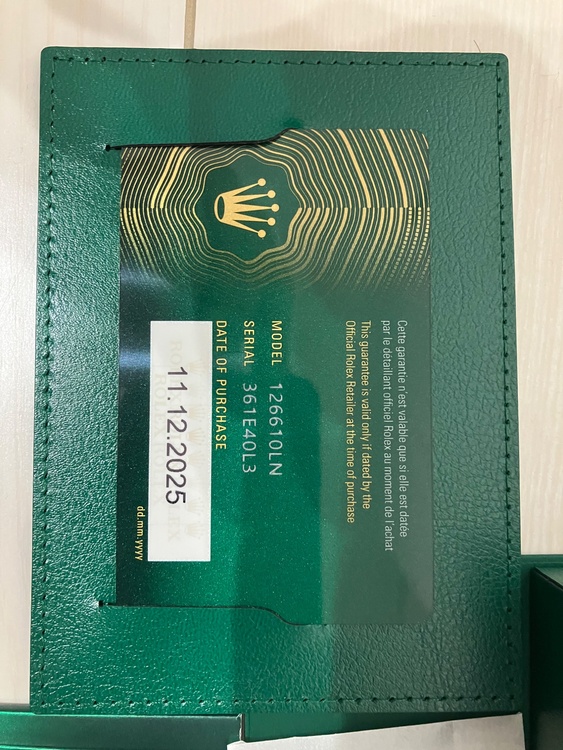 Cette garantie n'est valable que si elle est datée
par le détaillant officiel Rolex au moment de l'achat
This guarantee is valid only if dated by the
Official Rolex Retailer at the time of purchase
MODEL 126610LN
SERIAL 361E40L3
DATE OF PURCHASE
11.12.2025
dd.mm.yyyy